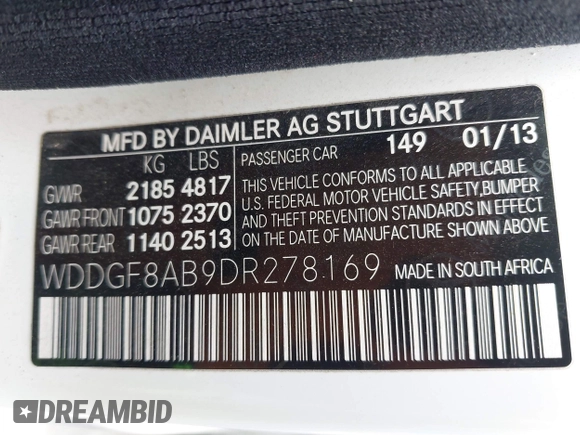 MFD BY DAIMLER AG STUTTGART
KG LBS PASSENGER CAR 149 01/13
GVWR 2185 4817
GAWR FRONT 1075 2370
GAWR REAR 1140 2513
THIS VEHICLE CONFORMS TO ALL APPLICABLE
U.S. FEDERAL MOTOR VEHICLE SAFETY, BUMPER
AND THEFT PREVENTION STANDARDS IN EFFECT
ON THE DATE OF MANUFACTURE SHOWN ABOVE.
WDDGF8AB9DR278169 MADE IN SOUTH AFRICA
DREAMBID